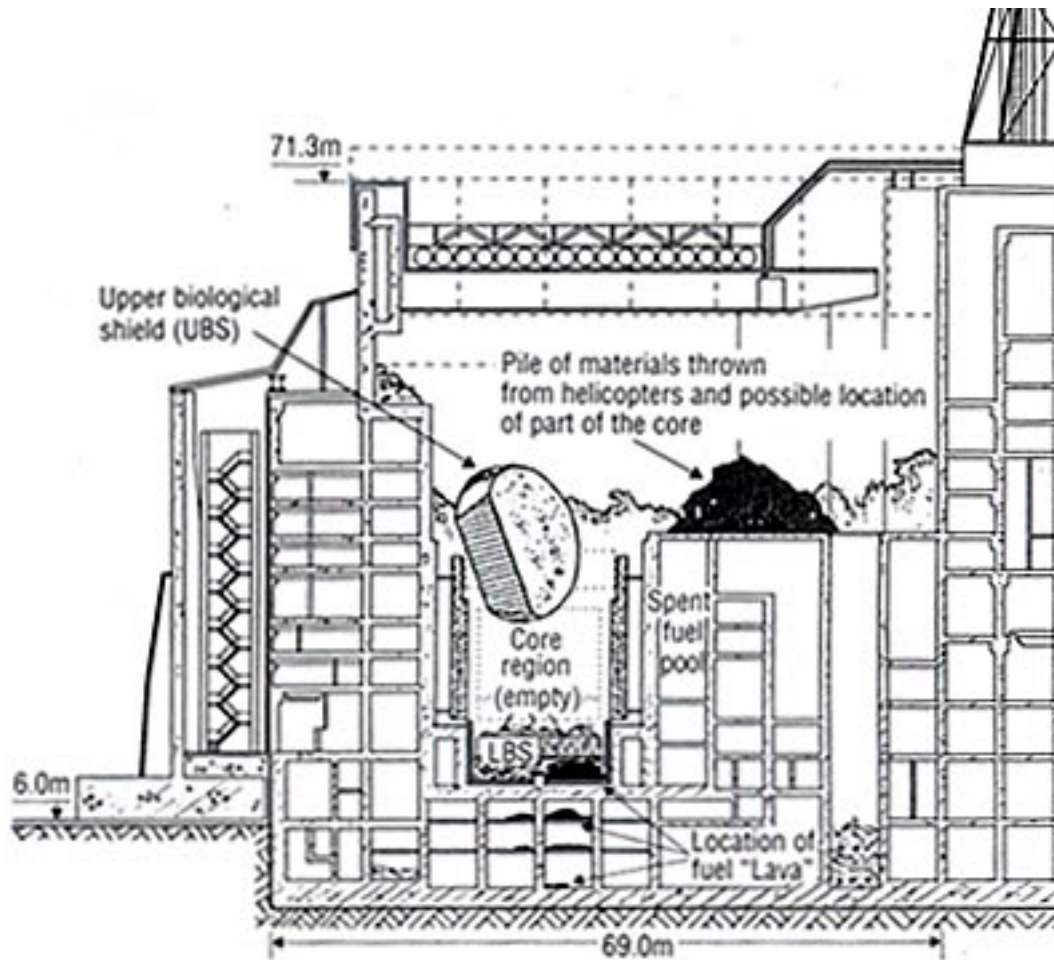 71.3m
Upper biological
shield (UBS)
Pile of materials thrown
from helicopters and possible location
of part of the core
Spent
fuel
pool
Core
region
(empty)
LBS
6.0m
Location of
fuel "Lava"
69.0m